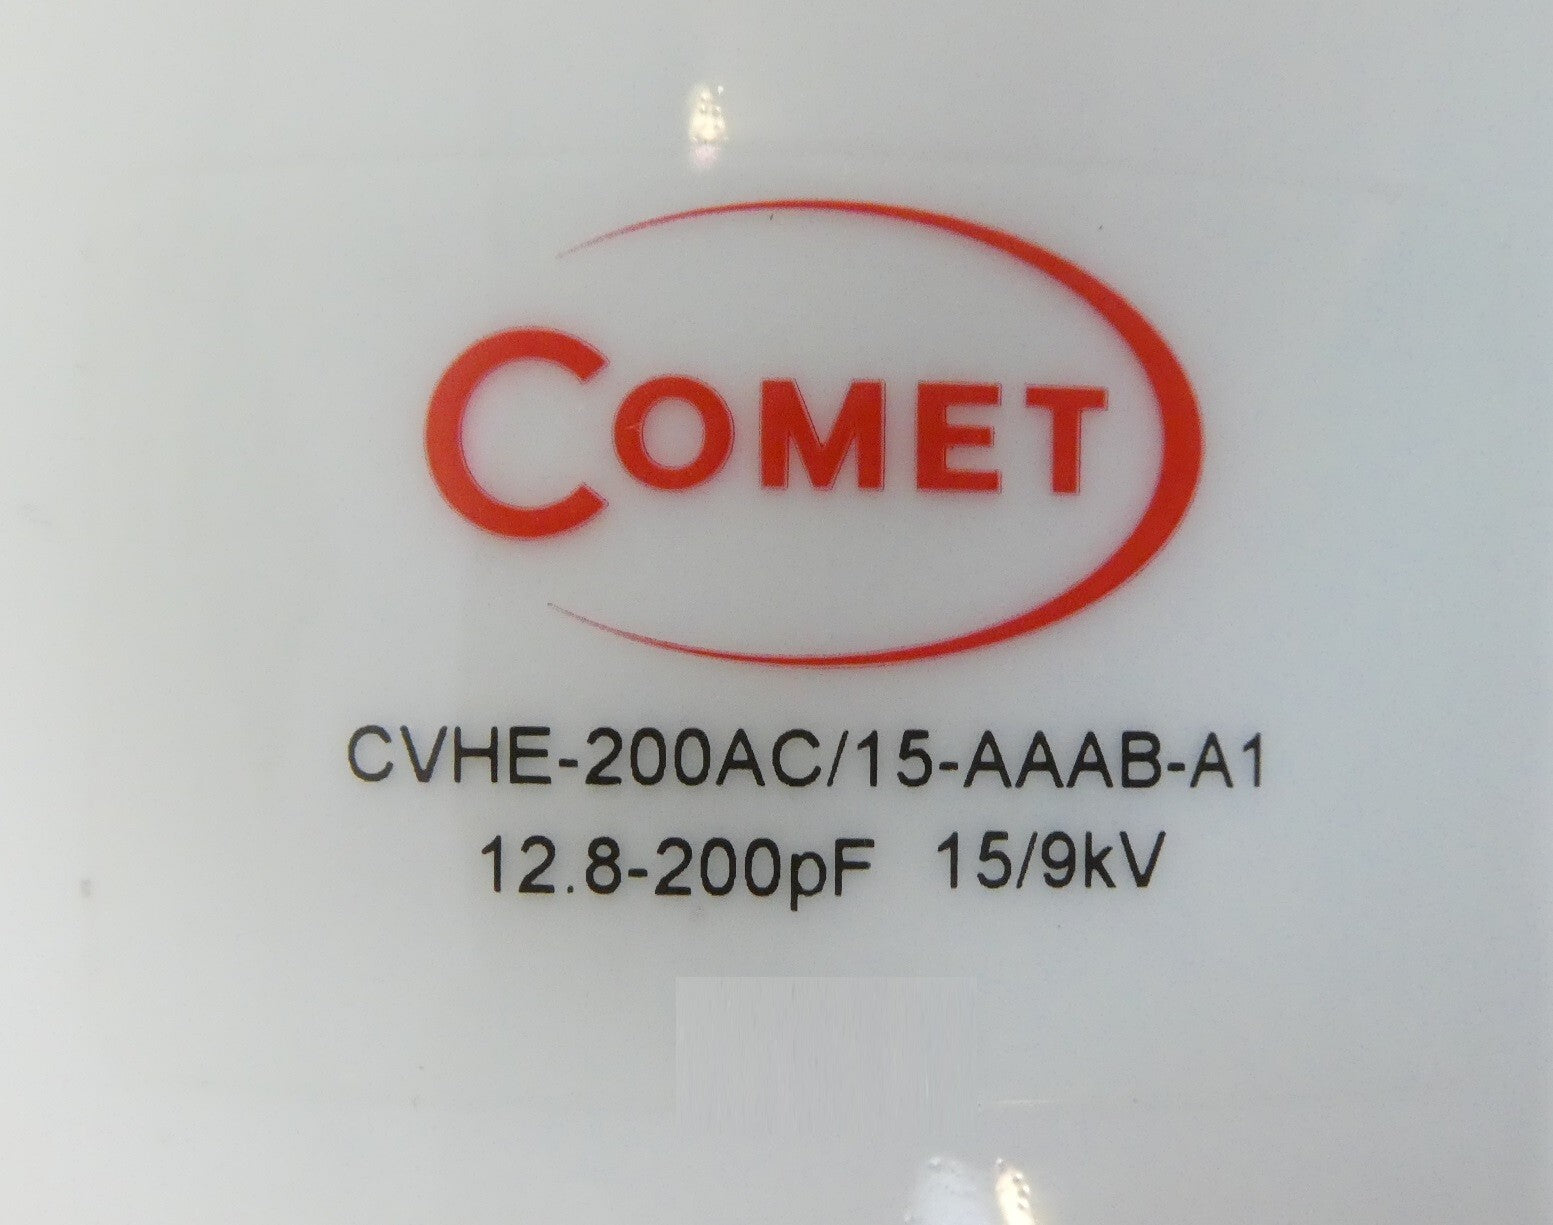 COMET
CVHE-200AC/15-AAAB-A1
12.8-200pF 15/9kV